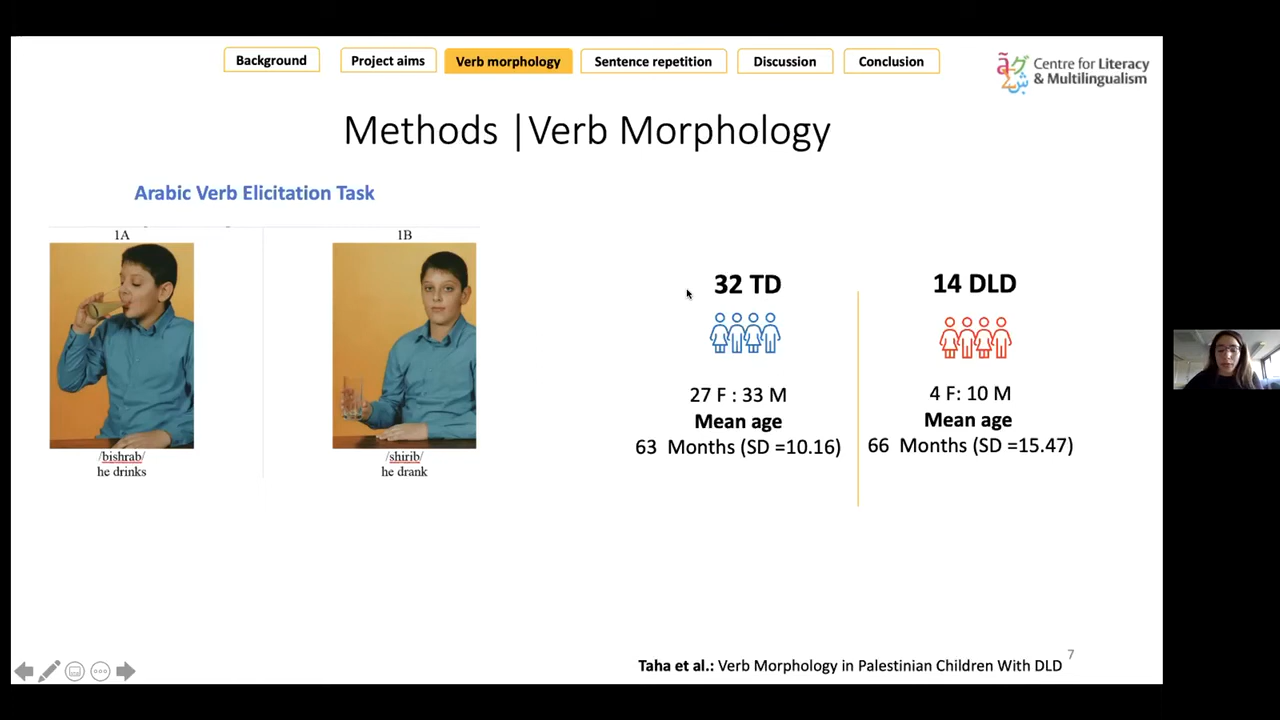 Background
Project aims
Verb morphology
Sentence repetition
Discussion
Conclusion
Centre for Literacy
& Multilingualism
Methods |Verb Morphology
Arabic Verb Elicitation Task
1A
1B
/bishrab/
he drinks
/shirib/
he drank
32 TD
27 F : 33 M
Mean age
63 Months (SD =10.16)
14 DLD
4 F: 10 M
Mean age
66 Months (SD =15.47)
Taha et al.: Verb Morphology in Palestinian Children With DLD
7